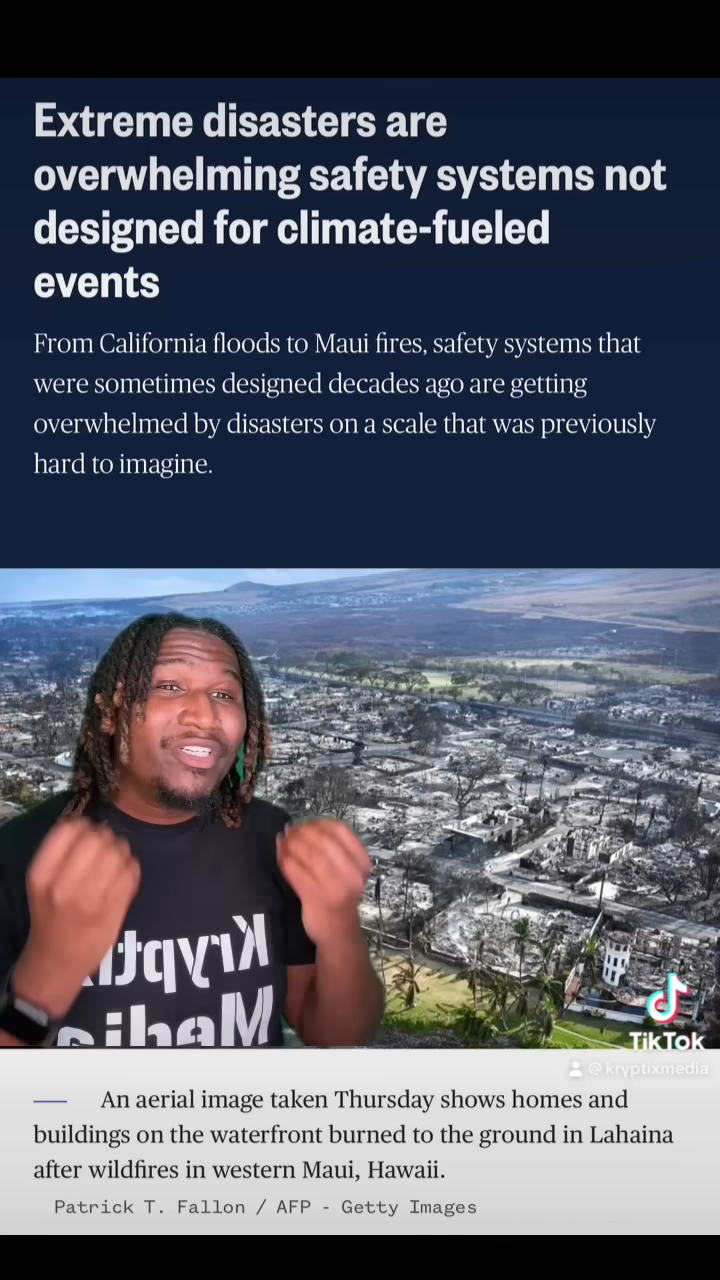 Extreme disasters are
overwhelming safety systems not
designed for climate-fueled
events
From California floods to Maui fires, safety systems that
were sometimes designed decades ago are getting
overwhelmed by disasters on a scale that was previously
hard to imagine.
Kryptix
Media
TikTok
@kryptixmedia
— An aerial image taken Thursday shows homes and
buildings on the waterfront burned to the ground in Lahaina
after wildfires in western Maui, Hawaii.
Patrick T. Fallon / AFP - Getty Images